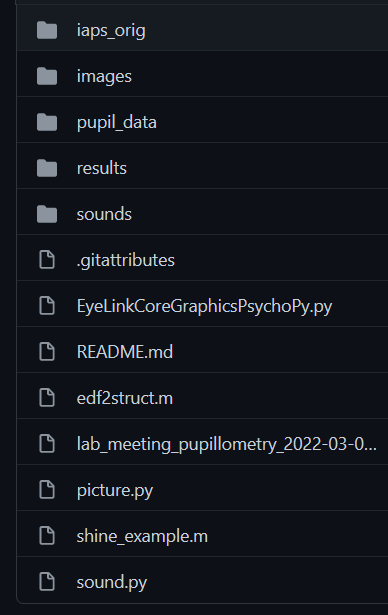 iaps_orig
images
pupil_data
results
sounds
.gitattributes
EyeLinkCoreGraphicsPsychoPy.py
README.md
edf2struct.m
lab_meeting_pupillometry_2022-03-0...
picture.py
shine_example.m
sound.py